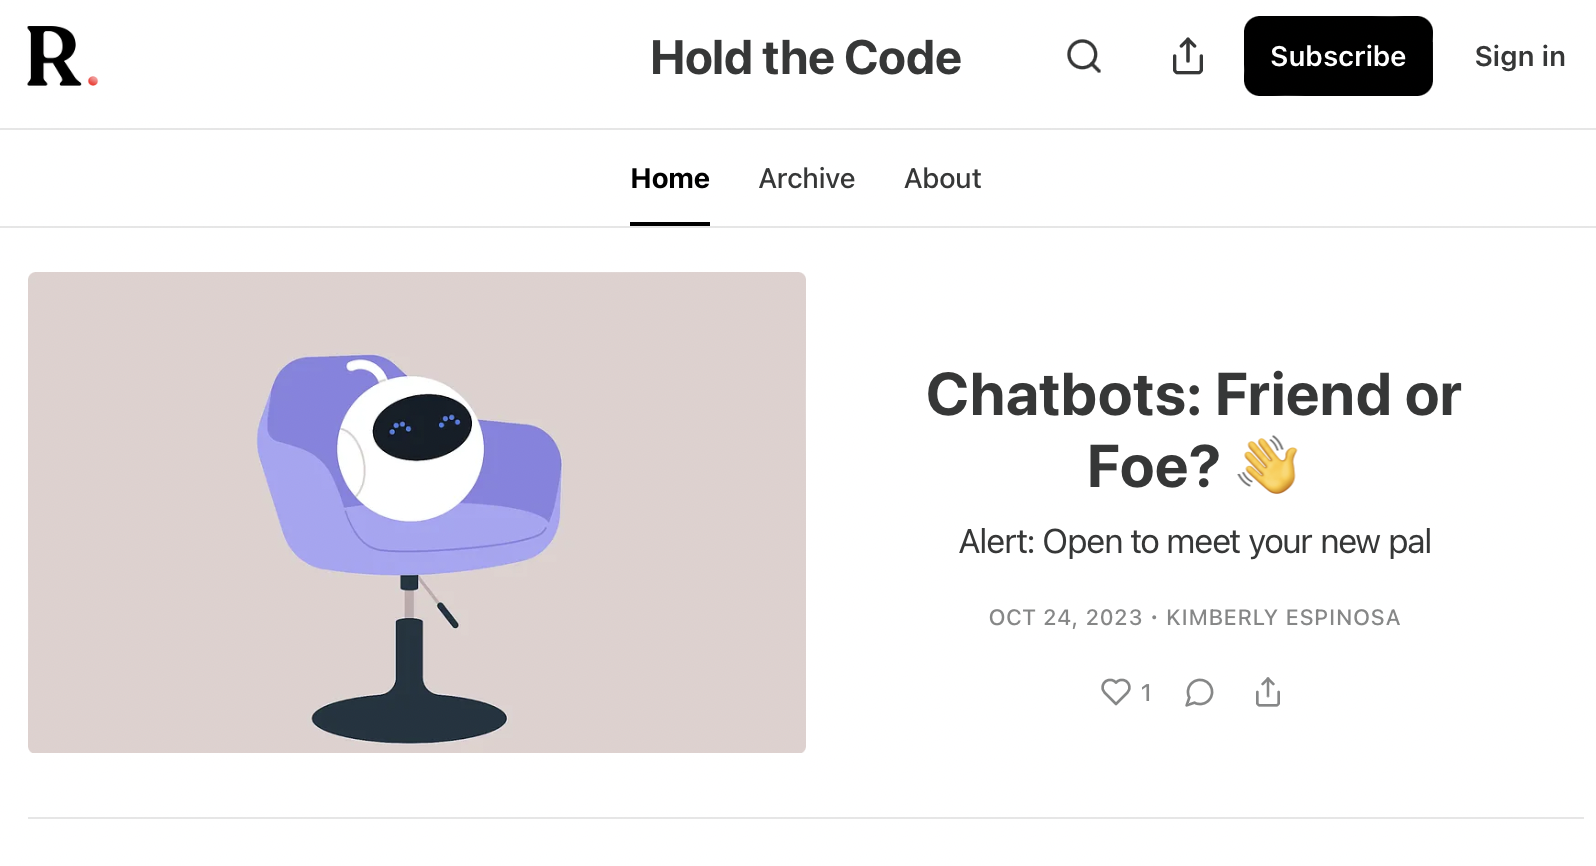 R.
Hold the Code
Subscribe
Sign in
Home
Archive
About
Chatbots: Friend or
Foe? 👋
Alert: Open to meet your new pal
OCT 24, 2023 · KIMBERLY ESPINOSA
1